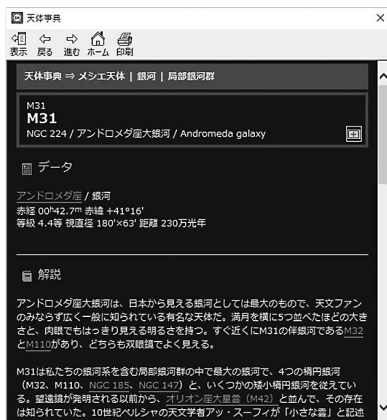 天体事典
表示 戻る 進む ホーム 印刷
天体事典 ⇒ メシエ天体 | 銀河 | 局部銀河群
M31
M31
NGC 224 / アンドロメダ座大銀河 / Andromeda galaxy
データ
アンドロメダ座 / 銀河
赤経 00ʰ42.7ᵐ 赤緯 +41°16'
等級 4.4等 視直径 180'×63' 距離 230万光年
解説
アンドロメダ座大銀河は、日本から見える銀河としては最大のもので、天文ファン
のみならず広く一般に知られている有名な天体だ。満月を横に5つ並べたほどの大き
さと、肉眼でもはっきり見える明るさを持つ。すぐ近くにM31の伴銀河であるM32
とM110があり、どちらも双眼鏡でよく見える。
M31は私たちの銀河系を含む局部銀河群の中で最大の銀河で、4つの楕円銀河
（M32、M110、NGC 185、NGC 147）と、いくつかの矮小楕円銀河を従えてい
る。望遠鏡が発明される以前から、オリオン座大星雲（M42）と並んで、その存在
は知られていた。10世紀ペルシャの天文学者アッ・スーフィが「小さな雲」と記述